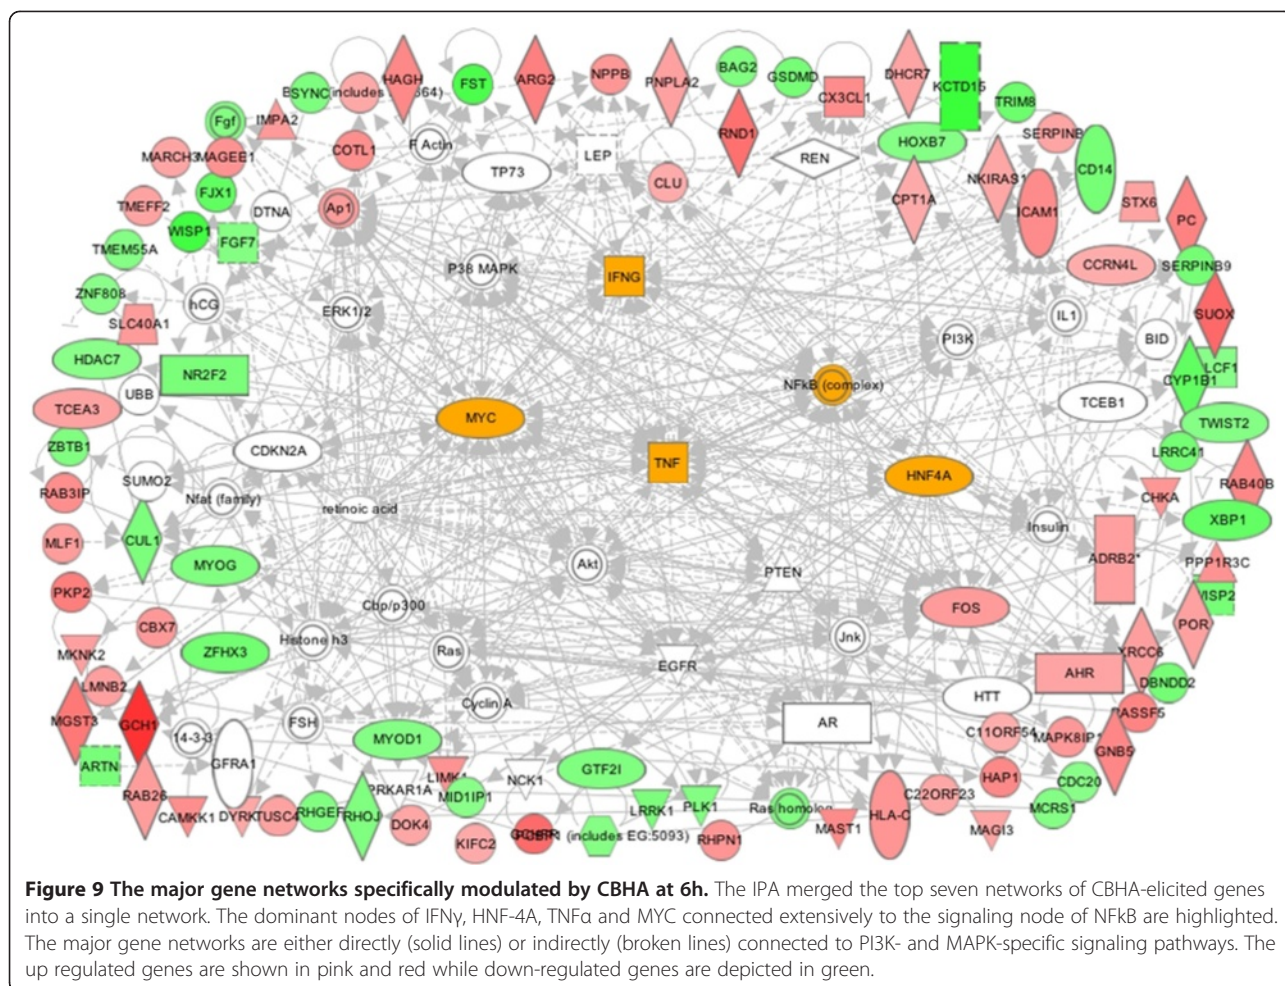 HAGH
FST
ARG2
NPPB
PNPLA2
BAG2
GSDMD
CX3CL1
DHCR7
KCTD15
TRIM8
SYNC
(includes
64)
Fgf
IMPA2
COTL1
F Actin
TP73
LEP
CLU
RND1
REN
HOXB7
SERPINB
CD14
MARCH3
MAGEE1
FJX1
TMEFF2
DTNA
Ap1
CPT1A
NKIRAS1
ICAM1
STX6
PC
WISP1
FGF7
TMEM55A
P38 MAPK
IFNG
CCRN4L
SERPINB9
ZNF808
hCG
SLC40A1
ERK1/2
IL1
SUOX
PI3K
BID
HDAC7
NR2F2
UBB
NFkB (complex)
CYP1B1
LCF1
TCEA3
MYC
TCEB1
TWIST2
ZBTB1
CDKN2A
TNF
HNF4A
LRRC41
SUMO2
RAB3IP
Nfat (family)
retinoic acid
CHKA
RAB40B
Insulin
XBP1
MLF1
CUL1
MYOG
Akt
PTEN
ADRB2*
PPP1R3C
PKP2
VISP2
Cbp/p300
FOS
POR
CBX7
ZFHX3
Histone h3
Ras
Jnk
EGFR
XRCC6
MKNK2
LMNB2
AHR
DBNDD2
MGST3
GCH1
Cyclin A
HTT
RASSF5
14-3-3
FSH
AR
C11ORF54
MAPK8IP1
GNB5
MYOD1
ARTN
GFRA1
GTF2I
HAP1
CDC20
RAB26
PRKAR1A
LIMK1
MID1IP1
NCK1
C22ORF23
MCRS1
CAMKK1
DYRK
TUSC4
RHGEF
RHOJ
DOK4
LRRK1
PLK1
Ras homolog
MAST1
HLA-C
MAGI3
KIFC2
(includes EG:5093)
RHPN1
Figure 9 The major gene networks specifically modulated by CBHA at 6h. The IPA merged the top seven networks of CBHA-elicited genes
into a single network. The dominant nodes of IFNγ, HNF-4A, TNFα and MYC connected extensively to the signaling node of NFkB are highlighted.
The major gene networks are either directly (solid lines) or indirectly (broken lines) connected to PI3K- and MAPK-specific signaling pathways. The
up regulated genes are shown in pink and red while down-regulated genes are depicted in green.